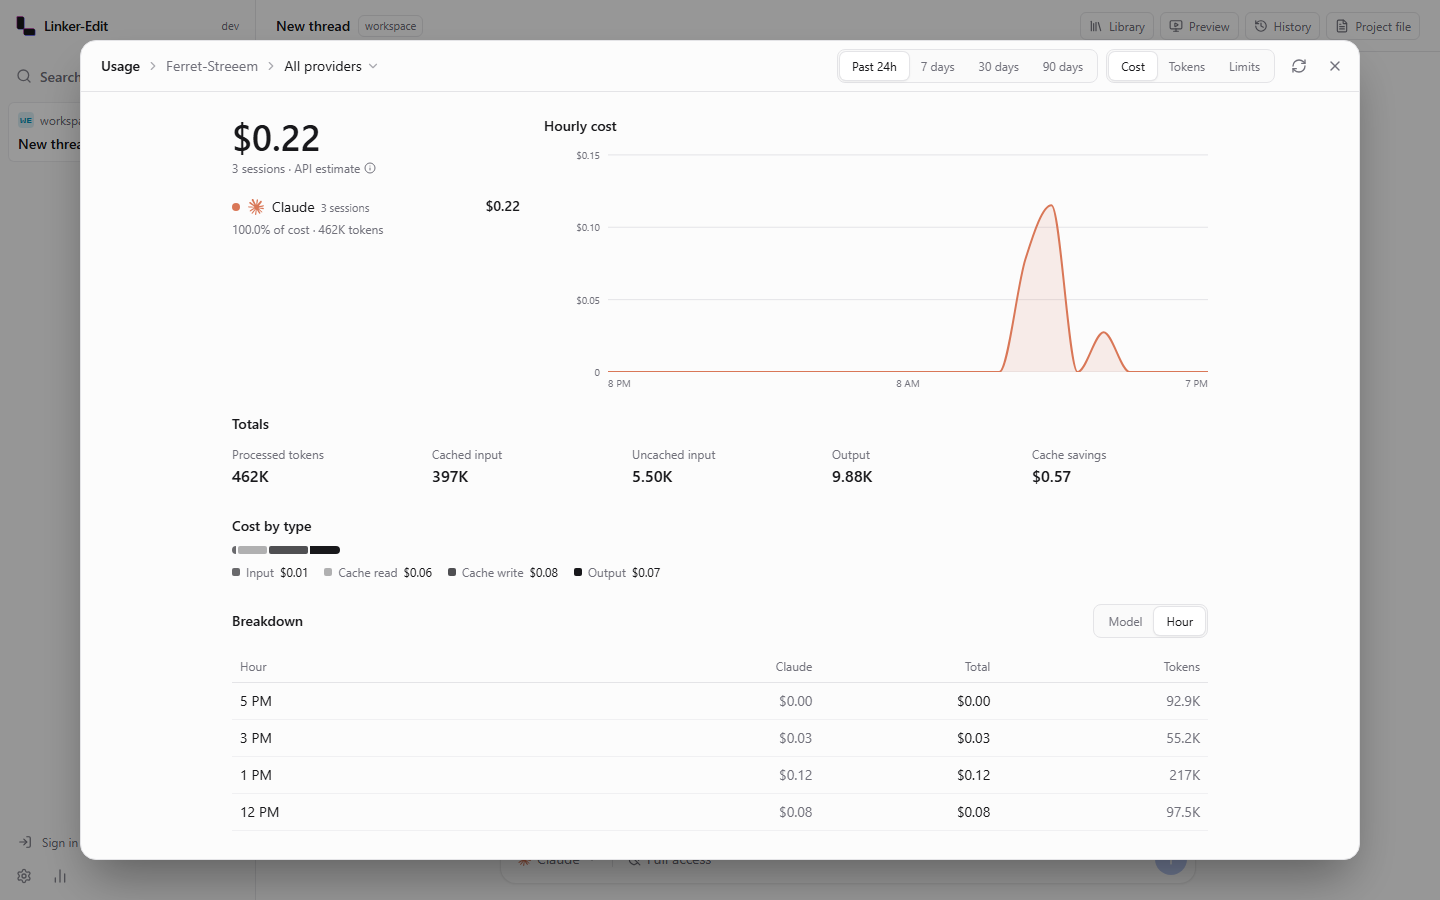 Linker-Edit
dev
New thread
workspace
Library
Preview
History
Project file
Search
WE
New
Sign in
Usage
Ferret-Streeem
All providers
Past 24h
7 days
30 days
90 days
Cost
Tokens
Limits
$0.22
3 sessions · API estimate
Claude 3 sessions
$0.22
100.0% of cost · 462K tokens
Hourly cost
$0.15
$0.10
$0.05
0
8 PM
8 AM
7 PM
Totals
Processed tokens
462K
Cached input
397K
Uncached input
5.50K
Output
9.88K
Cache savings
$0.57
Cost by type
Input $0.01
Cache read $0.06
Cache write $0.08
Output $0.07
Breakdown
Model
Hour
Hour Claude Total Tokens
5 PM $0.00 $0.00 92.9K
3 PM $0.03 $0.03 55.2K
1 PM $0.12 $0.12 217K
12 PM $0.08 $0.08 97.5K
Claude
Full access